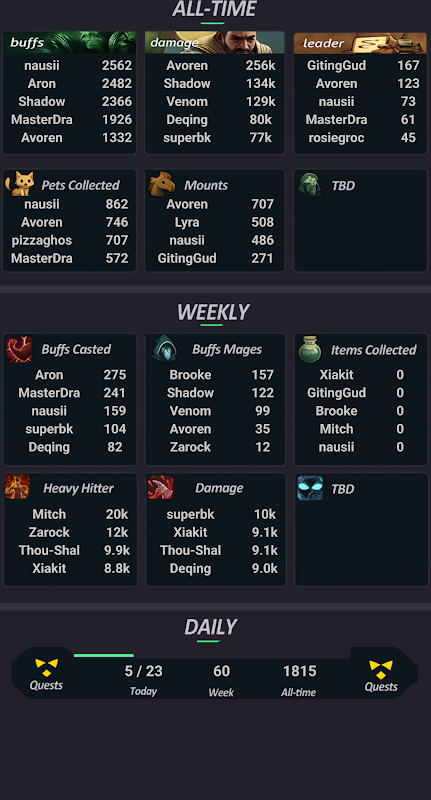 ALL-TIME
buffs damage leader
nausii 2562 Avoren 256k GitingGud 167
Aron 2482 Shadow 134k Avoren 123
Shadow 2366 Venom 129k nausii 73
MasterDra 1926 Deqing 80k MasterDra 61
Avoren 1332 superbk 77k rosiegroc 45
Pets Collected Mounts TBD
nausii 862 Avoren 707
Avoren 746 Lyra 508
pizzaghos 707 nausii 486
MasterDra 572 GitingGud 271
WEEKLY
Buffs Casted Buffs Mages Items Collected
Aron 275 Brooke 157 Xiakit 0
MasterDra 241 Shadow 122 GitingGud 0
nausii 159 Venom 99 Brooke 0
superbk 104 Avoren 35 Mitch 0
Deqing 82 Zarock 12 nausii 0
Heavy Hitter Damage TBD
Mitch 20k superbk 10k
Zarock 12k Xiakit 9.1k
Thou-Shal 9.9k Thou-Shal 9.1k
Xiakit 8.8k Deqing 9.0k
DAILY
5 / 23 60 1815
Quests Today Week All-time Quests